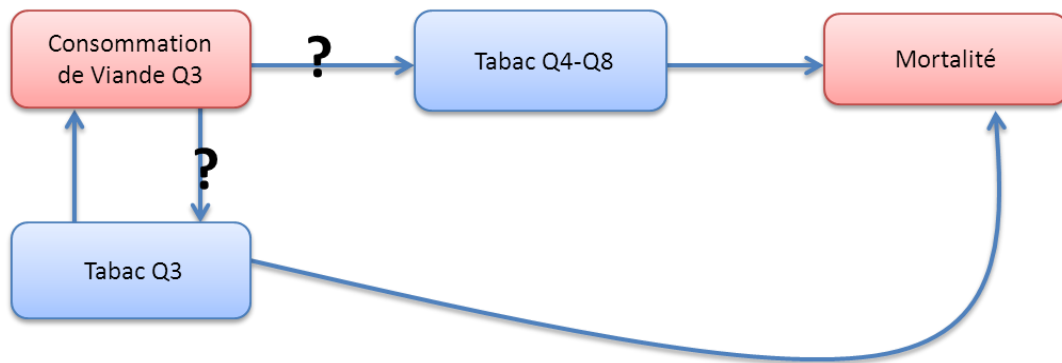 Consommation
de Viande Q3
?
Tabac Q4-Q8
Mortalité
?
Tabac Q3